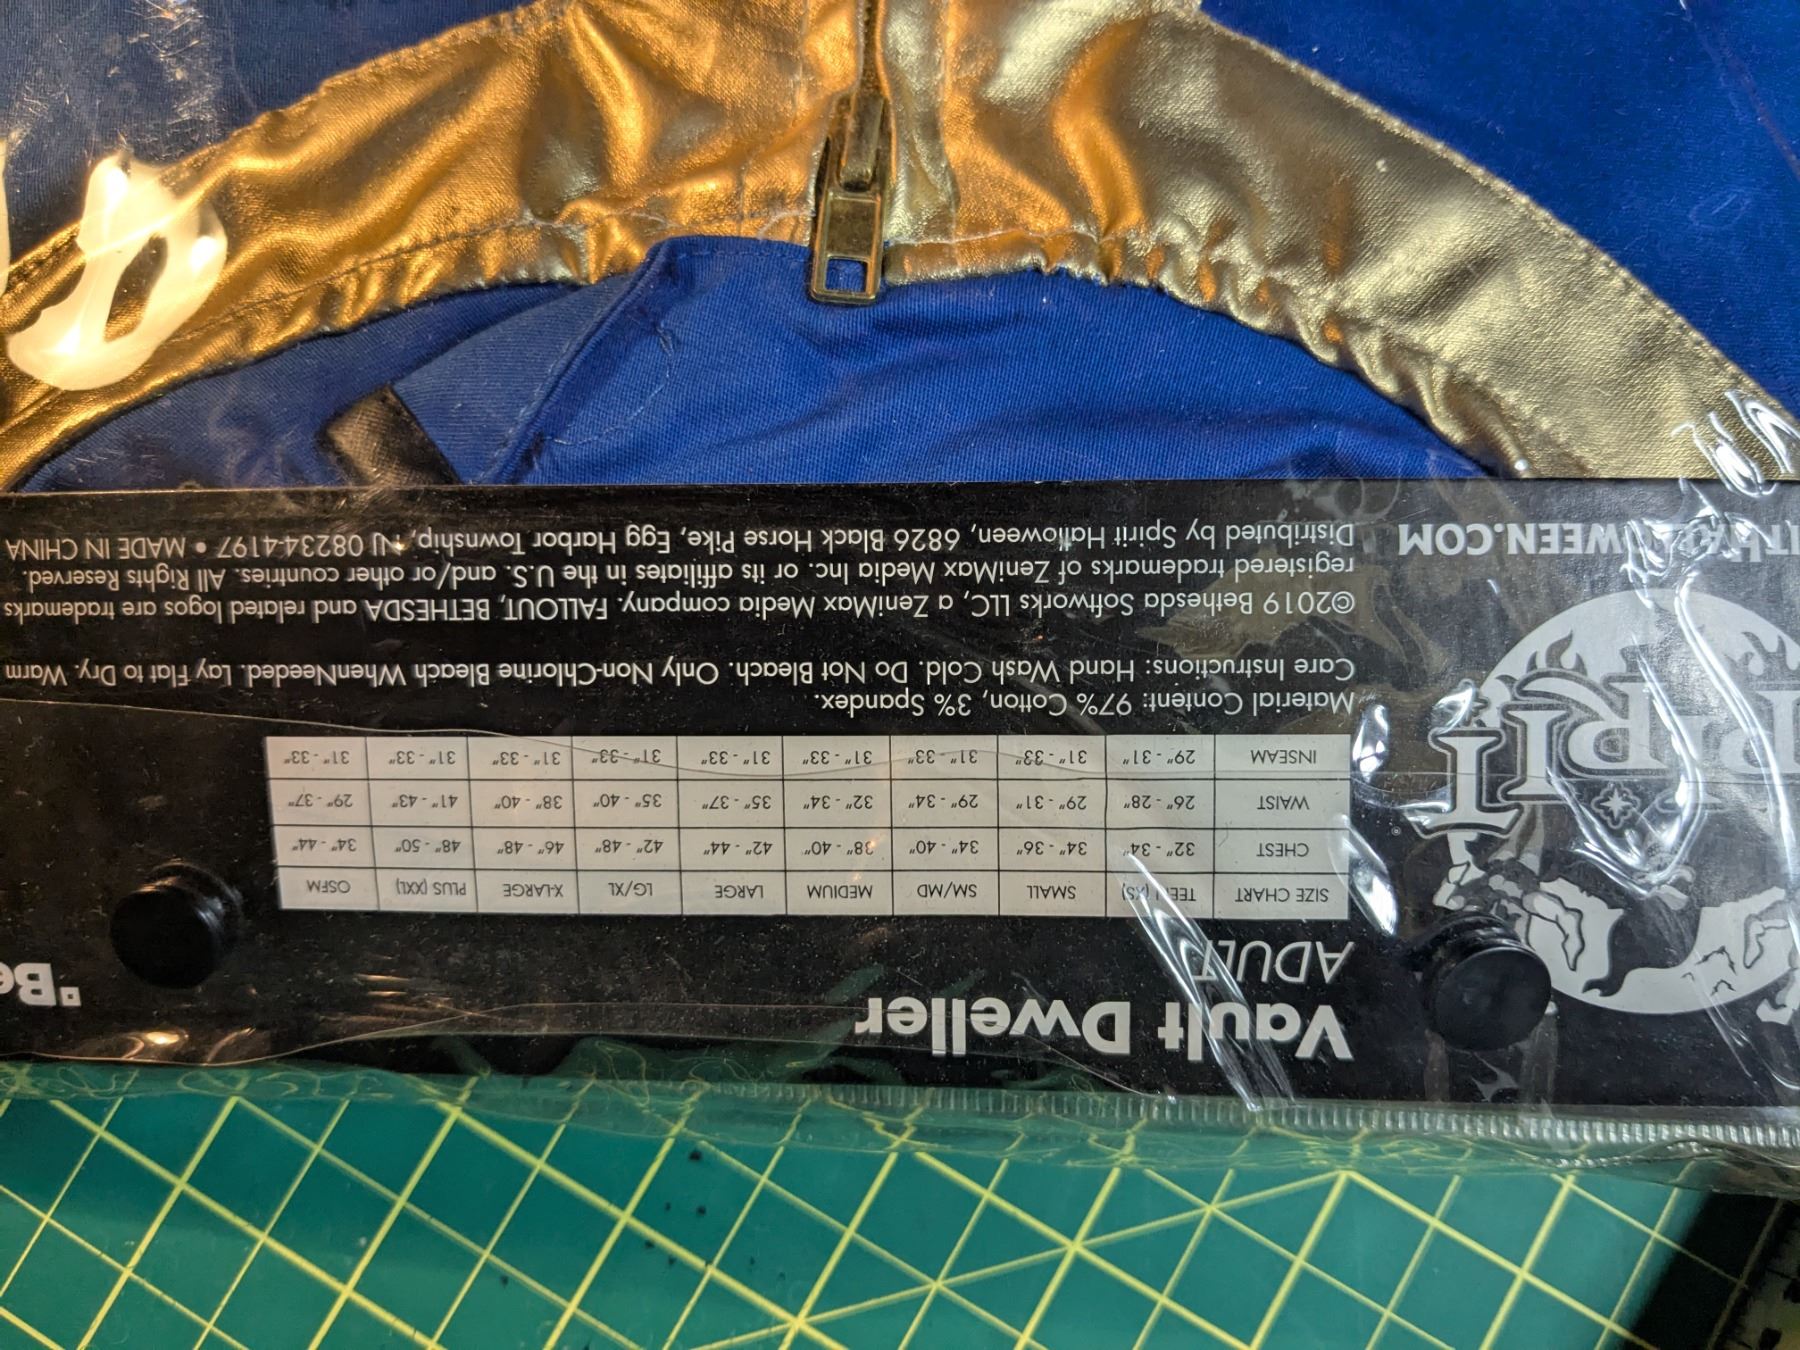 Vault Dweller
ADULT
SIZE CHART TEEN (XS) SMALL SM/MD MEDIUM LARGE LG/XL X-LARGE PLUS (XXL) OSFM
CHEST 32" - 34" 34" - 36" 34" - 40" 38" - 40" 42" - 44" 42" - 48" 46" - 48" 48" - 50" 34" - 44"
WAIST 26" - 28" 29" - 31" 29" - 34" 32" - 34" 35" - 37" 35" - 40" 38" - 40" 41" - 43" 29" - 37"
INSEAM 29" - 31" 31" - 33" 31" - 33" 31" - 33" 31" - 33" 31" - 33" 31" - 33" 31" - 33" 31" - 33"
Material Content: 97% Cotton, 3% Spandex.
Care Instructions: Hand Wash Cold. Do Not Bleach. Only Non-Chlorine Bleach WhenNeeded. Lay Flat to Dry. Warm
©2019 Bethesda Softworks LLC, a ZeniMax Media company. FALLOUT, BETHESDA and related logos are trademarks
registered trademarks of ZeniMax Media Inc. or its affiliates in the U.S. and/or other countries. All Rights Reserved.
Distributed by Spirit Halloween, 6826 Black Horse Pike, Egg Harbor Township, NJ 08234-4197 • MADE IN CHINA